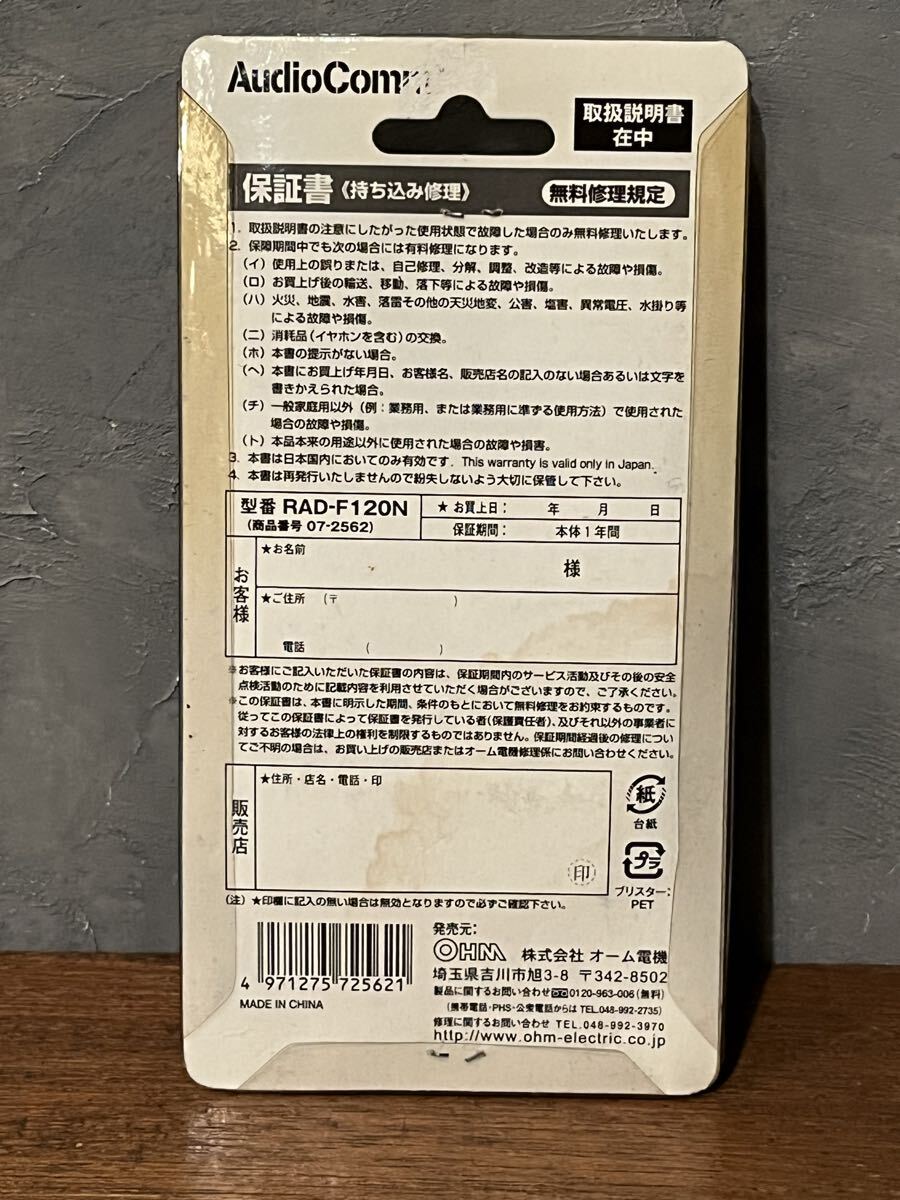 AudioComm
取扱説明書
在中
保証書《持ち込み修理》 無料修理規定
1. 取扱説明書の注意にしたがった使用状態で故障した場合のみ無料修理いたします。
2. 保障期間中でも次の場合には有料修理になります。
(イ) 使用上の誤りまたは、自己修理、分解、調整、改造等による故障や損傷。
(ロ) お買上げ後の輸送、移動、落下等による故障や損傷。
(ハ) 火災、地震、水害、落雷その他の天災地変、公害、塩害、異常電圧、水掛り等
による故障や損傷。
(ニ) 消耗品(イヤホンを含む)の交換。
(ホ) 本書の提示がない場合。
(ヘ) 本書にお買上げ年月日、お客様名、販売店名の記入のない場合あるいは文字を
書きかえられた場合。
(チ) 一般家庭用以外(例:業務用、または業務用に準ずる使用方法)で使用された
場合の故障や損傷。
(ト) 本品本来の用途以外に使用された場合の故障や損害。
3. 本書は日本国内においてのみ有効です. This warranty is valid only in Japan.
4. 本書は再発行いたしませんので紛失しないよう大切に保管して下さい。
型番 RAD-F120N
(商品番号 07-2562)
★お買上日: 年 月 日
保証期間: 本体1年間
お客様
★お名前 様
★ご住所 (〒 )
電話 ( )
※お客様にご記入いただいた保証書の内容は、保証期間内のサービス活動及びその後の安全
点検活動のために記載内容を利用させていただく場合がございますので、ご了承ください。
※この保証書は、本書に明示した期間、条件のもとにおいて無料修理をお約束するものです。
従ってこの保証書によって保証書を発行している者(保護責任者)、及びそれ以外の事業者に
対するお客様の法律上の権利を制限するものではありません。保証期間経過後の修理につい
てご不明の場合は、お買い上げの販売店またはオーム電機修理係にお問い合わせください。
販売店
★住所・店名・電話・印
印
紙
台紙
プラ
ブリスター:
PET
(注) ★印欄に記入の無い場合は無効となりますので必ずご確認下さい。
4 971275 725621
MADE IN CHINA
発売元:
OHM 株式会社 オーム電機
埼玉県吉川市旭3-8 〒342-8502
製品に関するお問い合わせ 0120-963-006(無料)
(携帯電話・PHS・公衆電話からは TEL.048-992-2735)
修理に関するお問い合わせ TEL.048-992-3970
http://www.ohm-electric.co.jp